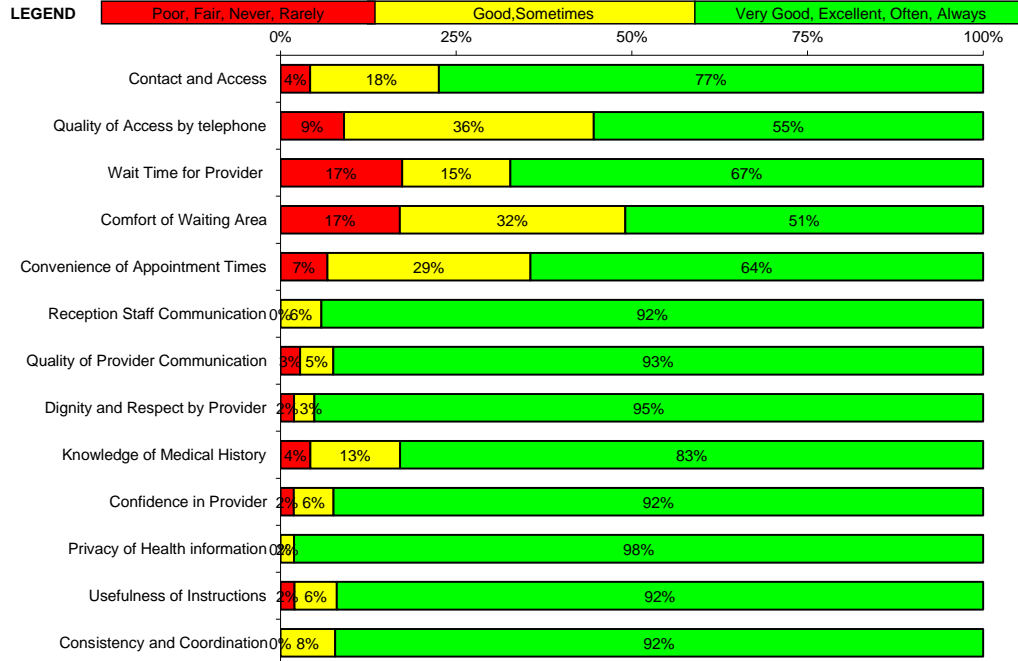 LEGEND Poor, Fair, Never, Rarely Good,Sometimes Very Good, Excellent, Often, Always
0% 25% 50% 75% 100%
Contact and Access 4% 18% 77%
Quality of Access by telephone 9% 36% 55%
Wait Time for Provider 17% 15% 67%
Comfort of Waiting Area 17% 32% 51%
Convenience of Appointment Times 7% 29% 64%
Reception Staff Communication 0% 6% 92%
Quality of Provider Communication 3% 5% 93%
Dignity and Respect by Provider 2% 3% 95%
Knowledge of Medical History 4% 13% 83%
Confidence in Provider 2% 6% 92%
Privacy of Health information 0% 2% 98%
Usefulness of Instructions 2% 6% 92%
Consistency and Coordination 0% 8% 92%